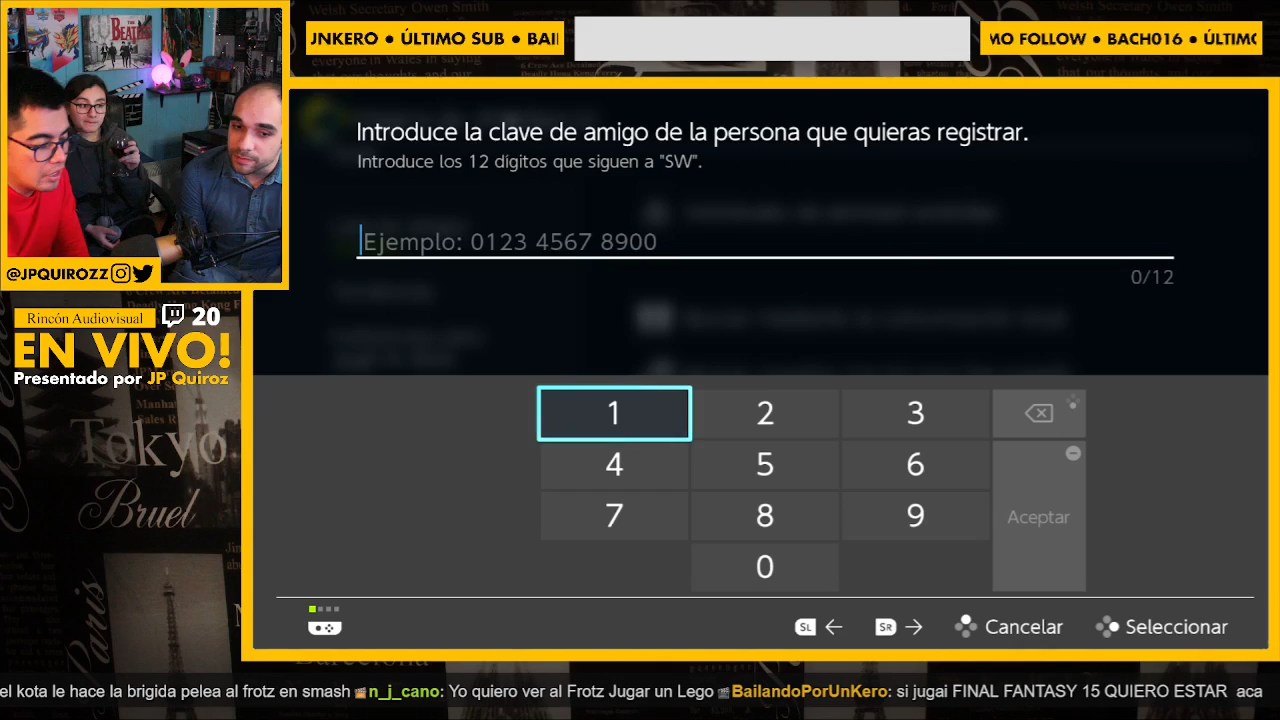 JNKERO • ÚLTIMO SUB • BAI
MO FOLLOW • BACH016 • ÚLTIMO
THE BEATLES
@JPQUIROZZ
Rincón Audiovisual
20
EN VIVO!
Presentado por JP Quiroz
Introduce la clave de amigo de la persona que quieras registrar.
Introduce los 12 dígitos que siguen a "SW".
Ejemplo: 0123 4567 8900
0/12
1 2 3
4 5 6
7 8 9
Aceptar
0
SL ← SR → Cancelar Seleccionar
Tokyo
Bruel
Paris
Barcelona
el kota le hace la brigida pelea al frotz en smash n_j_cano: Yo quiero ver al Frotz Jugar un Lego BailandoPorUnKero: si jugai FINAL FANTASY 15 QUIERO ESTAR aca